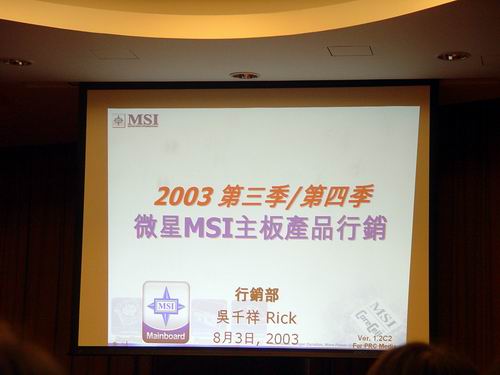 MSI
2003 第三季/第四季
微星MSI主板產品行銷
行銷部
吳千祥 Rick
8月3日, 2003
MSI
Mainboard
MSI
Ver. 1.2C2
For PRC Media